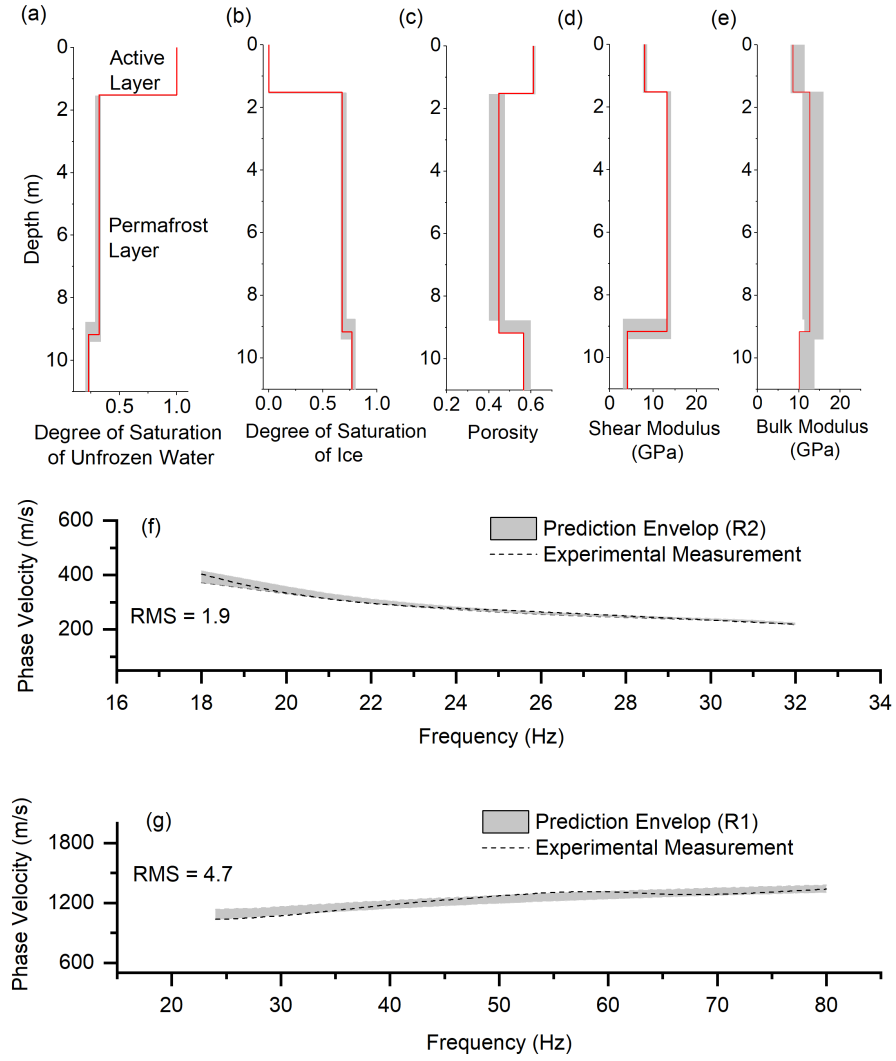 (a) (b) (c) (d) (e)
0 0 0 0 0
2 2 2 2 2
4 4 4 4 4
6 6 6 6 6
8 8 8 8 8
10 10 10 10 10
Depth (m)
Active
Layer
Permafrost
Layer
0.5 1.0
Degree of Saturation
of Unfrozen Water
0.0 0.5 1.0
Degree of Saturation
of Ice
0.2 0.4 0.6
Porosity
0 10 20
Shear Modulus
(GPa)
0 10 20
Bulk Modulus
(GPa)
(f)
Phase Velocity (m/s)
600
400
200
Prediction Envelop (R2)
Experimental Measurement
RMS = 1.9
16 18 20 22 24 26 28 30 32 34
Frequency (Hz)
(g)
Phase Velocity (m/s)
1800
1200
600
Prediction Envelop (R1)
Experimental Measurement
RMS = 4.7
20 30 40 50 60 70 80
Frequency (Hz)